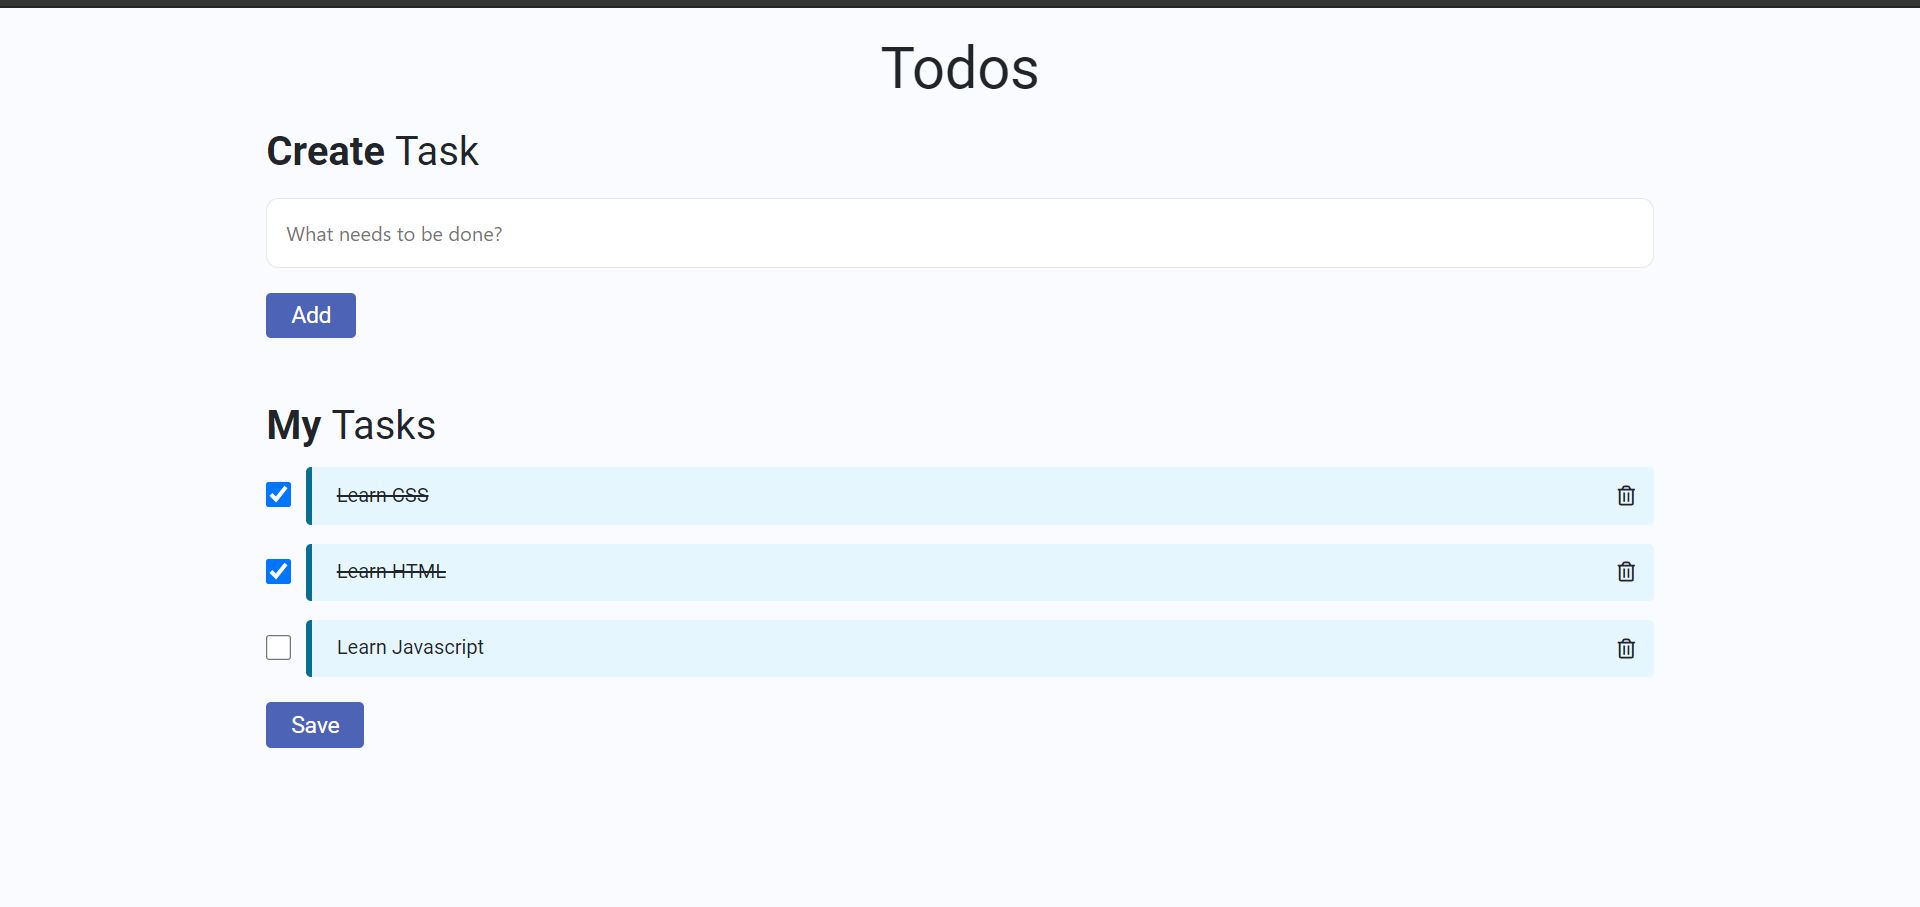 Todos
Create Task
What needs to be done?
Add
My Tasks
Learn CSS
Learn HTML
Learn Javascript
Save